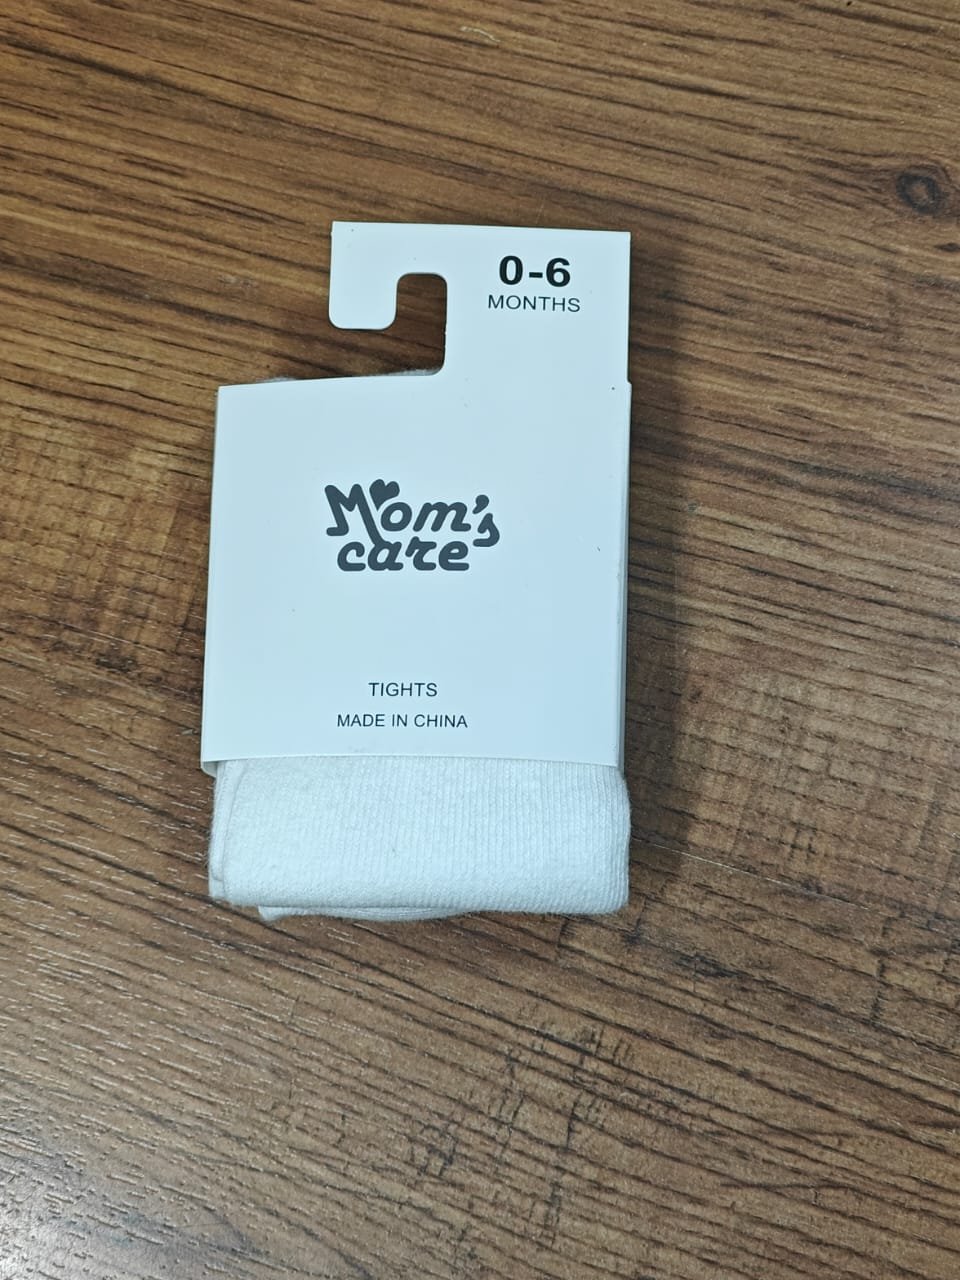 0-6
MONTHS
Mom's
care
TIGHTS
MADE IN CHINA